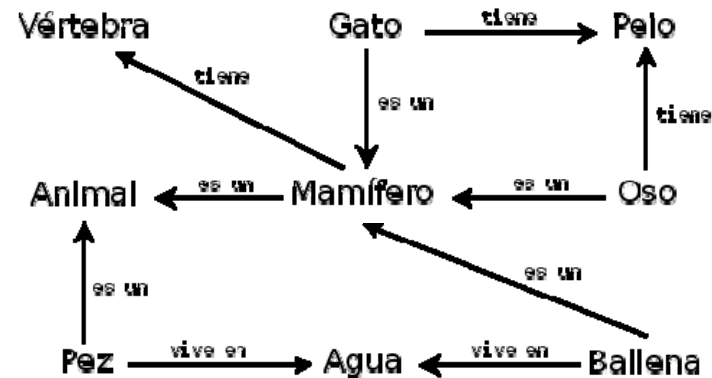 Vértebra Gato tiene Pelo
tiene es un tiene
Animal es un Mamífero es un Oso
es un es un
Pez vive en Agua vive en Ballena